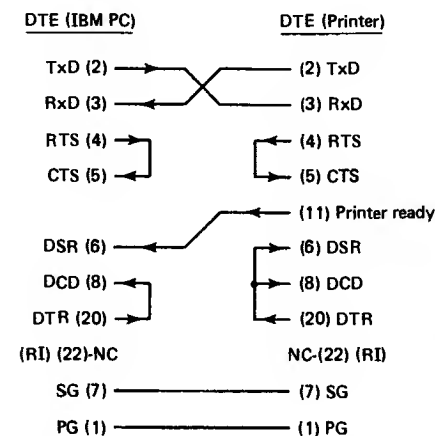 DTE (IBM PC) DTE (Printer)
TxD (2) (2) TxD
RxD (3) (3) RxD
RTS (4) (4) RTS
CTS (5) (5) CTS
(11) Printer ready
DSR (6) (6) DSR
DCD (8) (8) DCD
DTR (20) (20) DTR
(RI) (22)-NC NC-(22) (RI)
SG (7) (7) SG
PG (1) (1) PG